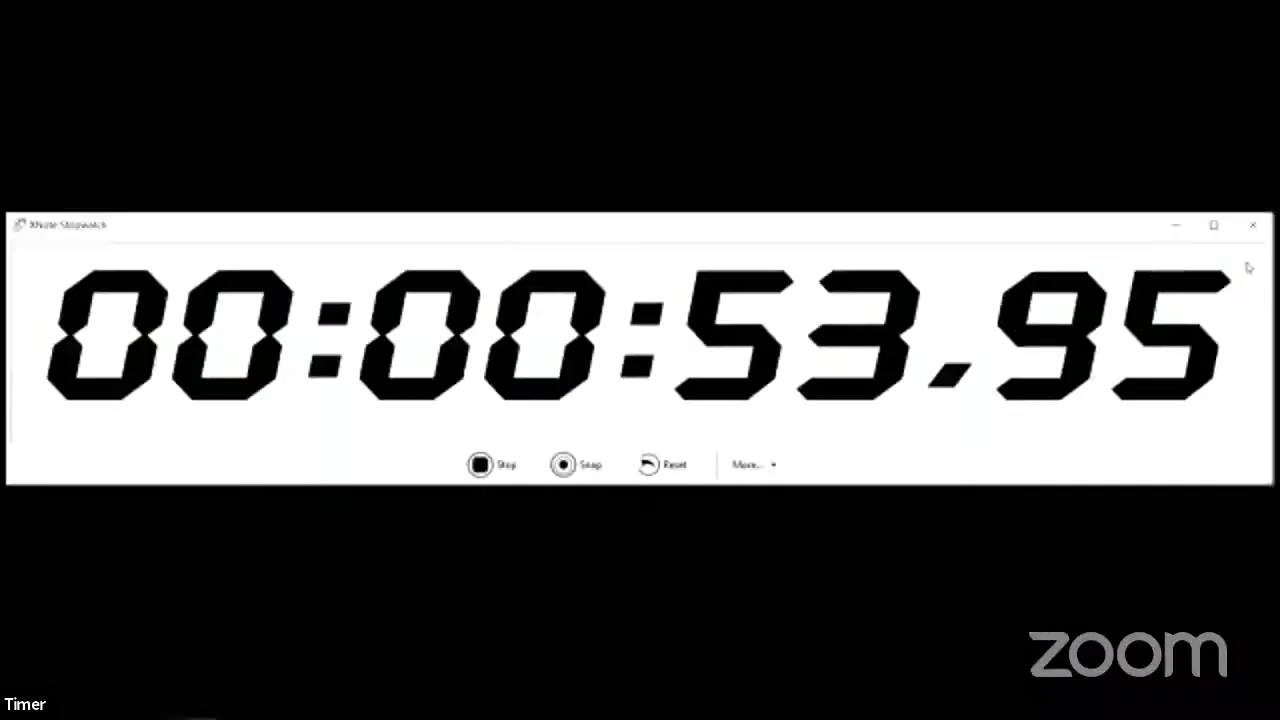 XNote Stopwatch
00:00:53.95
Stop Snap Reset More...
zoom
Timer